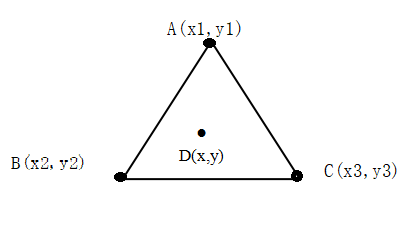 A(x1,y1)
D(x,y)
B(x2,y2)
C(x3,y3)